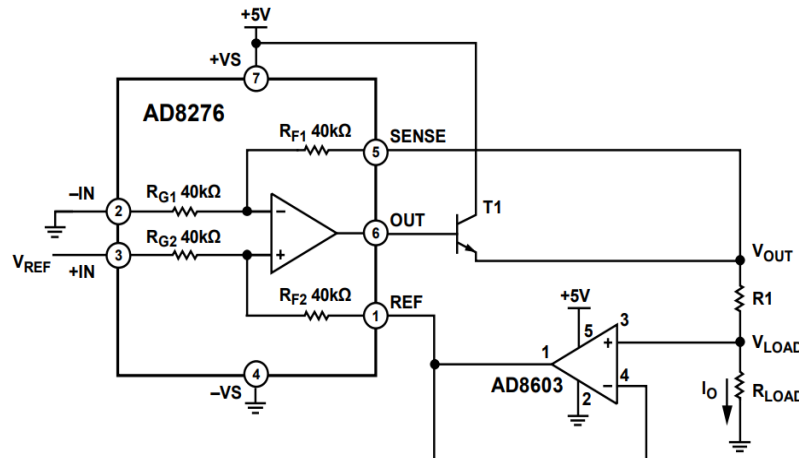 +5V
+VS
7
AD8276
RF1 40kΩ
5
SENSE
–IN
2
RG1 40kΩ
–
6
OUT
T1
VREF
+IN
3
RG2 40kΩ
+
VOUT
RF2 40kΩ
1
REF
R1
+5V
5
3
1
+
VLOAD
AD8603
–
4
2
IO
RLOAD
4
–VS